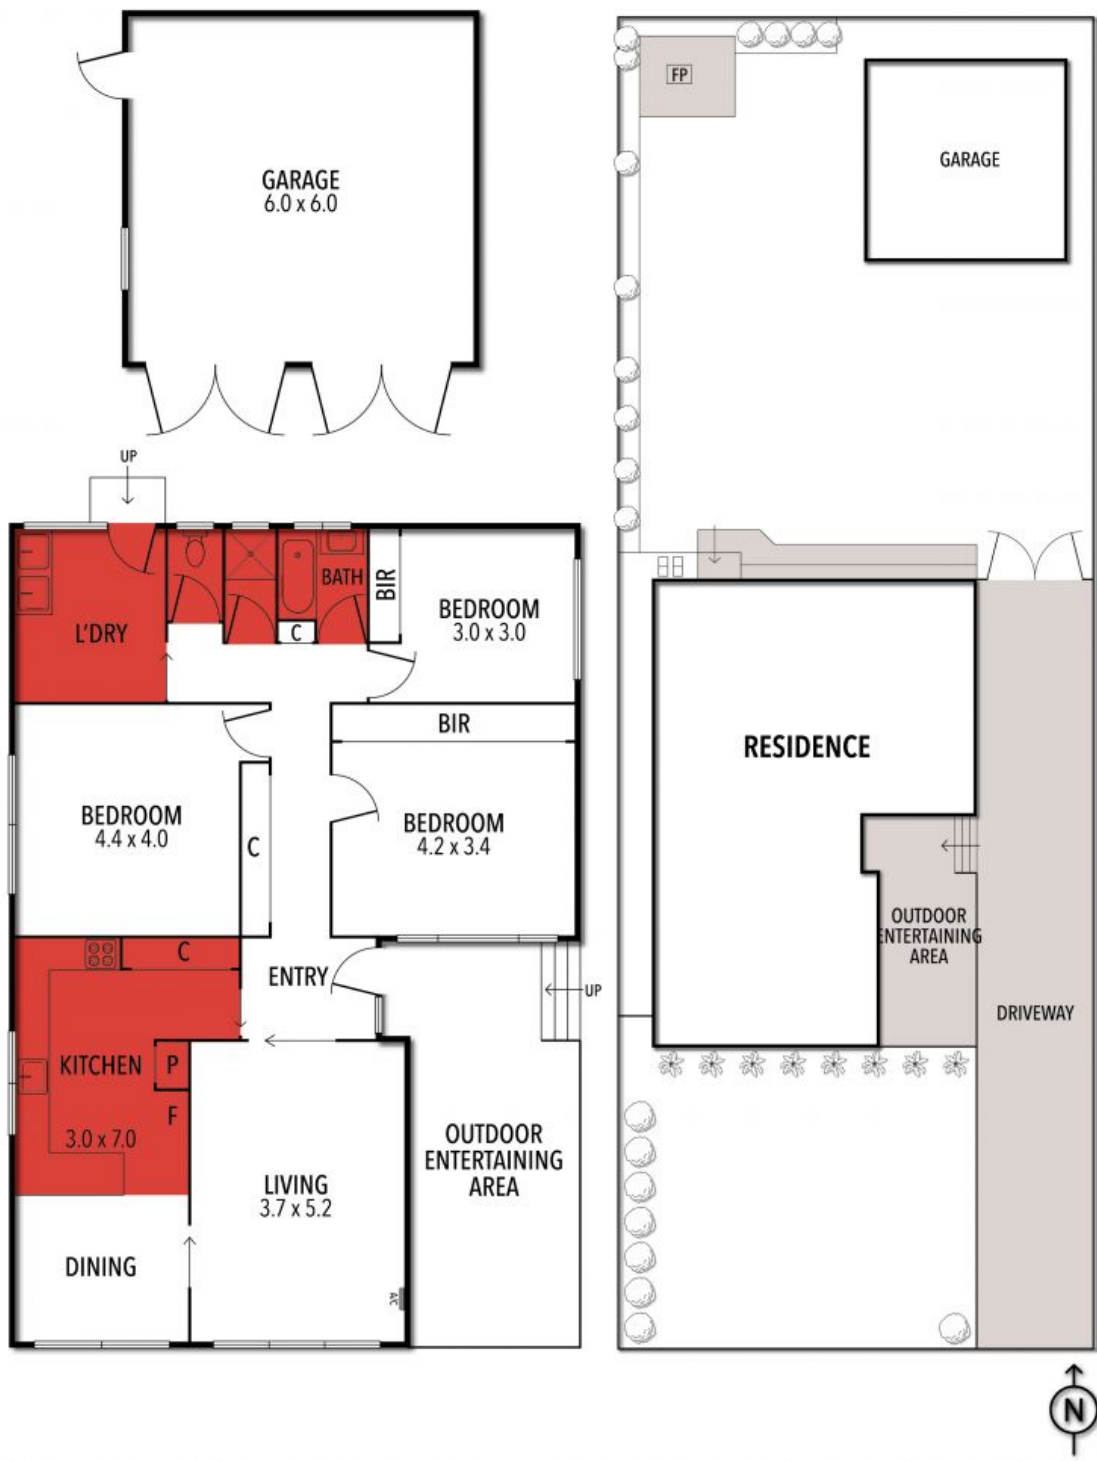 GARAGE
6.0 x 6.0
UP
L'DRY
BATH
C
BIR
BEDROOM
3.0 x 3.0
BIR
BEDROOM
4.4 x 4.0
C
BEDROOM
4.2 x 3.4
C
ENTRY
UP
KITCHEN
P
F
3.0 x 7.0
LIVING
3.7 x 5.2
OUTDOOR
ENTERTAINING
AREA
DINING
A/C
FP
GARAGE
RESIDENCE
OUTDOOR
ENTERTAINING
AREA
DRIVEWAY
N